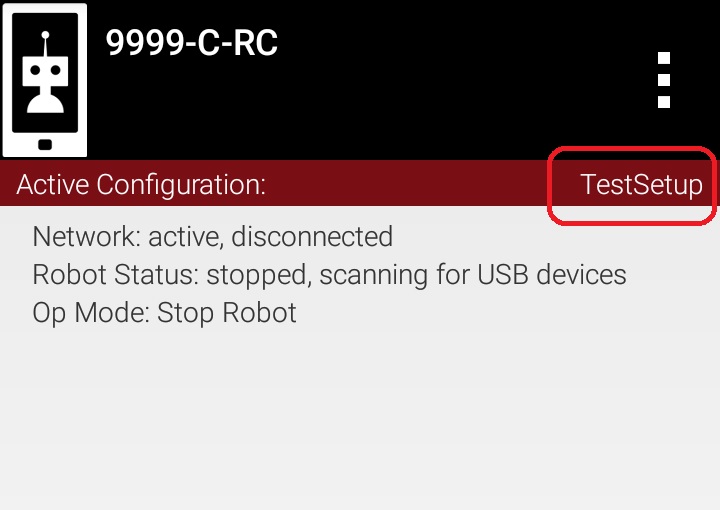 9999-C-RC
Active Configuration: TestSetup
Network: active, disconnected
Robot Status: stopped, scanning for USB devices
Op Mode: Stop Robot